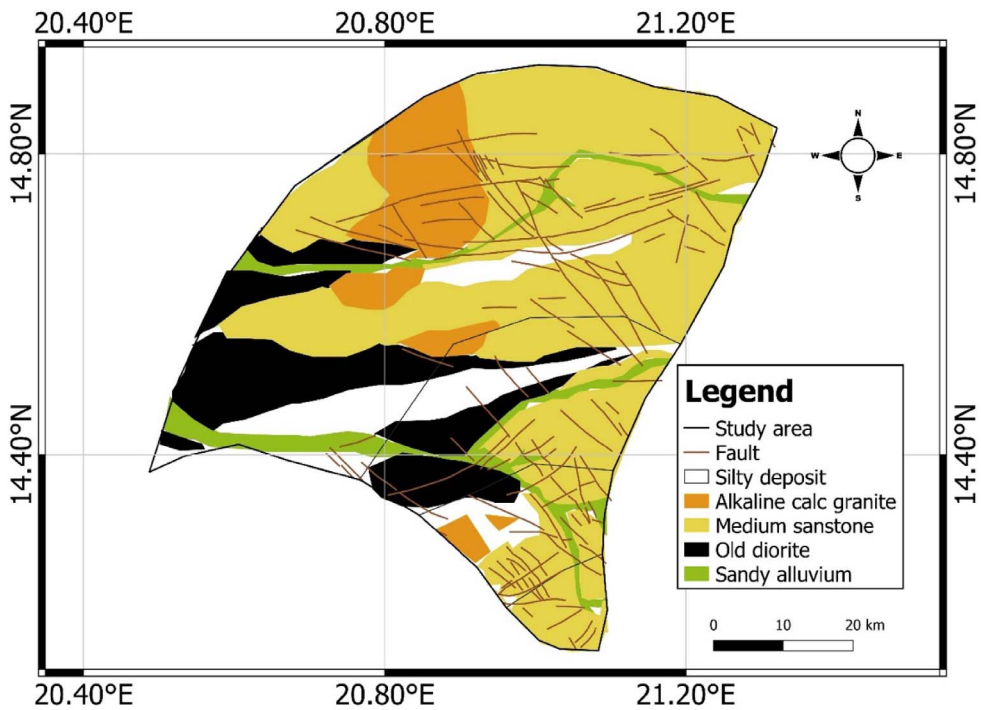 20.40°E 20.80°E 21.20°E
14.80°N 14.80°N
N
W E
S
14.40°N 14.40°N
Legend
Study area
Fault
Silty deposit
Alkaline calc granite
Medium sanstone
Old diorite
Sandy alluvium
0 10 20 km
20.40°E 20.80°E 21.20°E